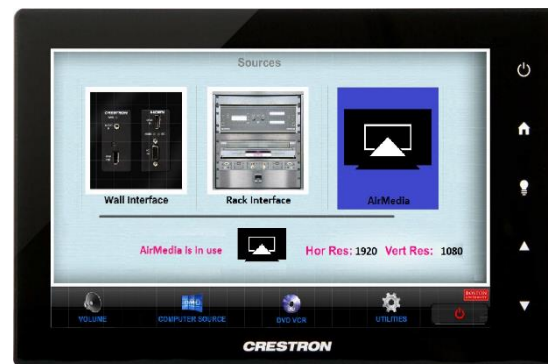 Sources
Wall Interface
Rack Interface
AirMedia
AirMedia is in use
Hor Res: 1920 Vert Res: 1080
VOLUME
COMPUTER SOURCE
DVD VCR
UTILITIES
BOSTON
CRESTRON